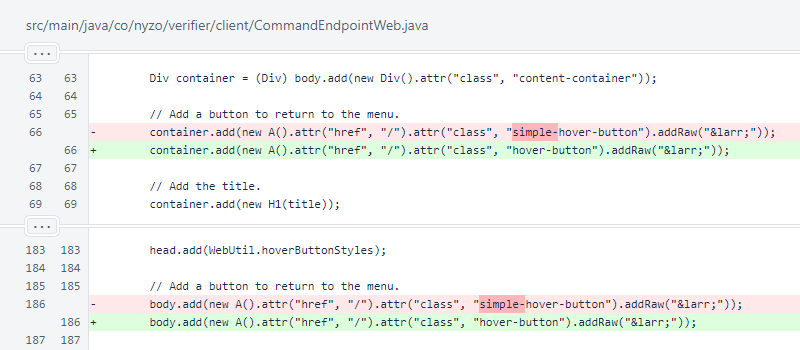 src/main/java/co/nyzo/verifier/client/CommandEndpointWeb.java
...
63 63 Div container = (Div) body.add(new Div().attr("class", "content-container"));
64 64
65 65 // Add a button to return to the menu.
66 - container.add(new A().attr("href", "/").attr("class", "simple-hover-button").addRaw("&larr;"));
66 + container.add(new A().attr("href", "/").attr("class", "hover-button").addRaw("&larr;"));
67 67
68 68 // Add the title.
69 69 container.add(new H1(title));
...
183 183 head.add(WebUtil.hoverButtonStyles);
184 184
185 185 // Add a button to return to the menu.
186 - body.add(new A().attr("href", "/").attr("class", "simple-hover-button").addRaw("&larr;"));
186 + body.add(new A().attr("href", "/").attr("class", "hover-button").addRaw("&larr;"));
187 187